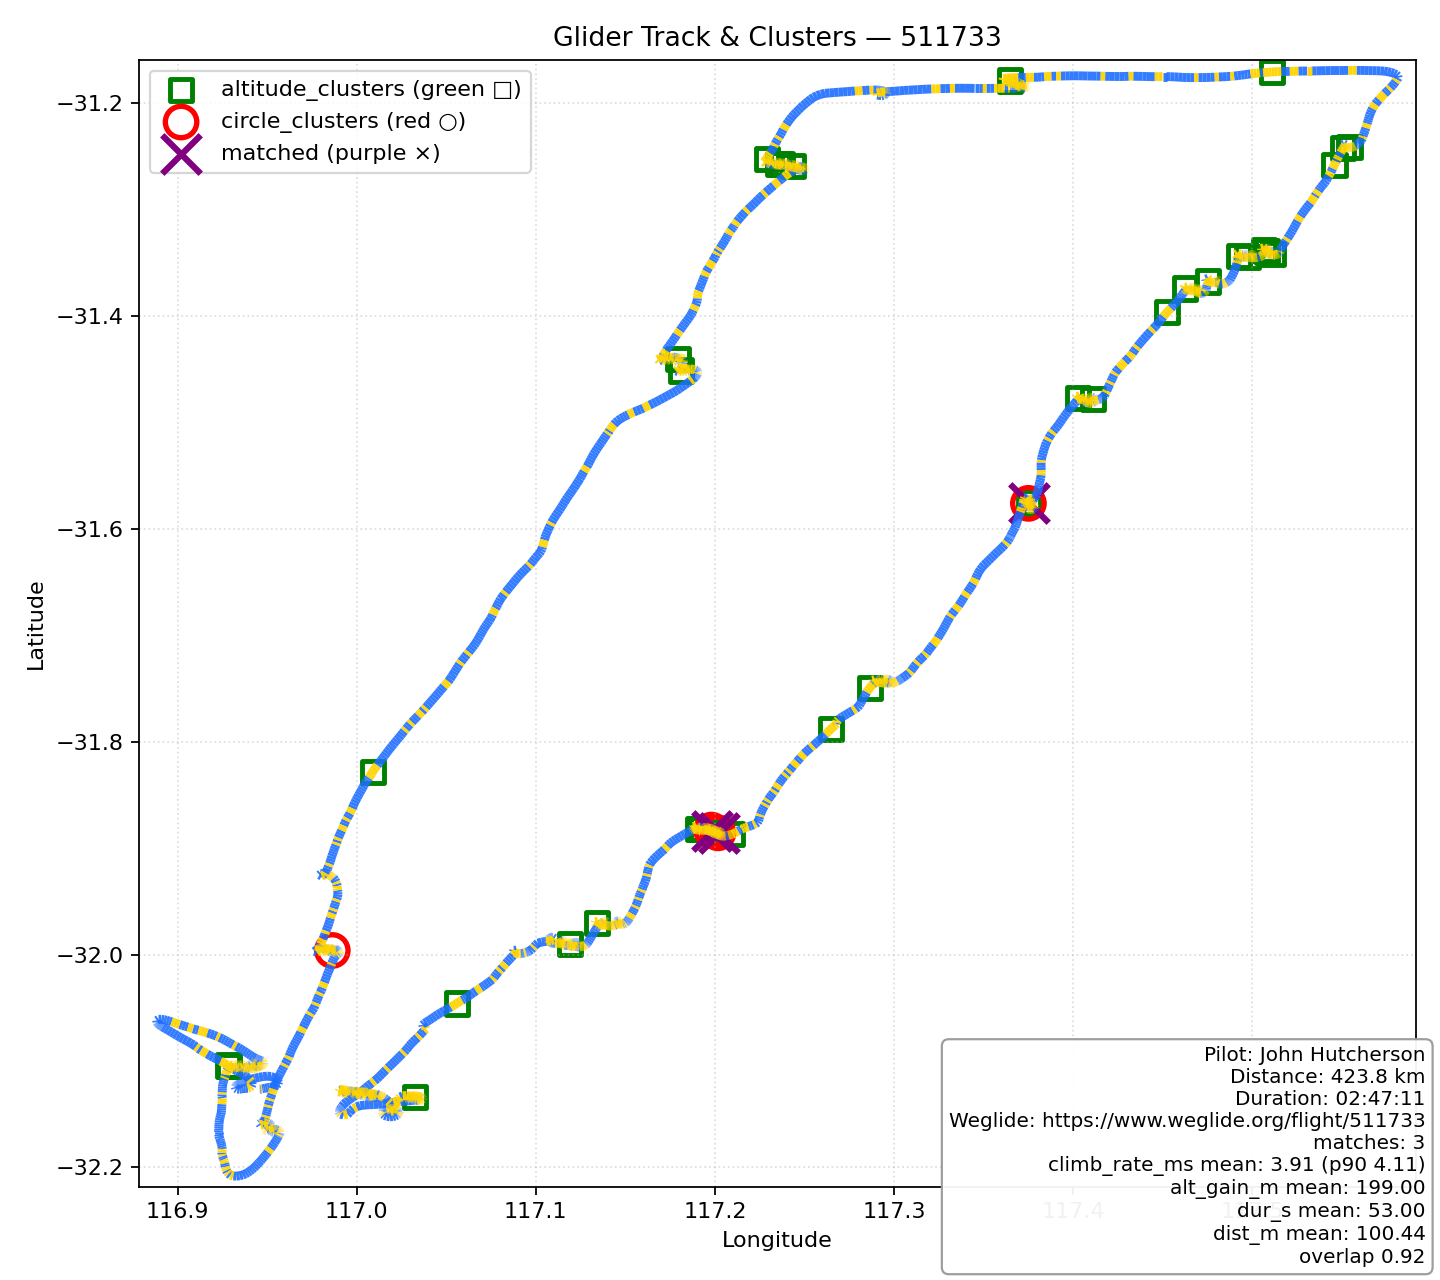 Glider Track & Clusters — 511733
altitude_clusters (green □)
circle_clusters (red ○)
matched (purple ×)
Latitude
−31.2
−31.4
−31.6
−31.8
−32.0
−32.2
116.9
117.0
117.1
117.2
117.3
117.4
Longitude
Pilot: John Hutcherson
Distance: 423.8 km
Duration: 02:47:11
Weglide: https://www.weglide.org/flight/511733
matches: 3
climb_rate_ms mean: 3.91 (p90 4.11)
alt_gain_m mean: 199.00
dur_s mean: 53.00
dist_m mean: 100.44
overlap 0.92